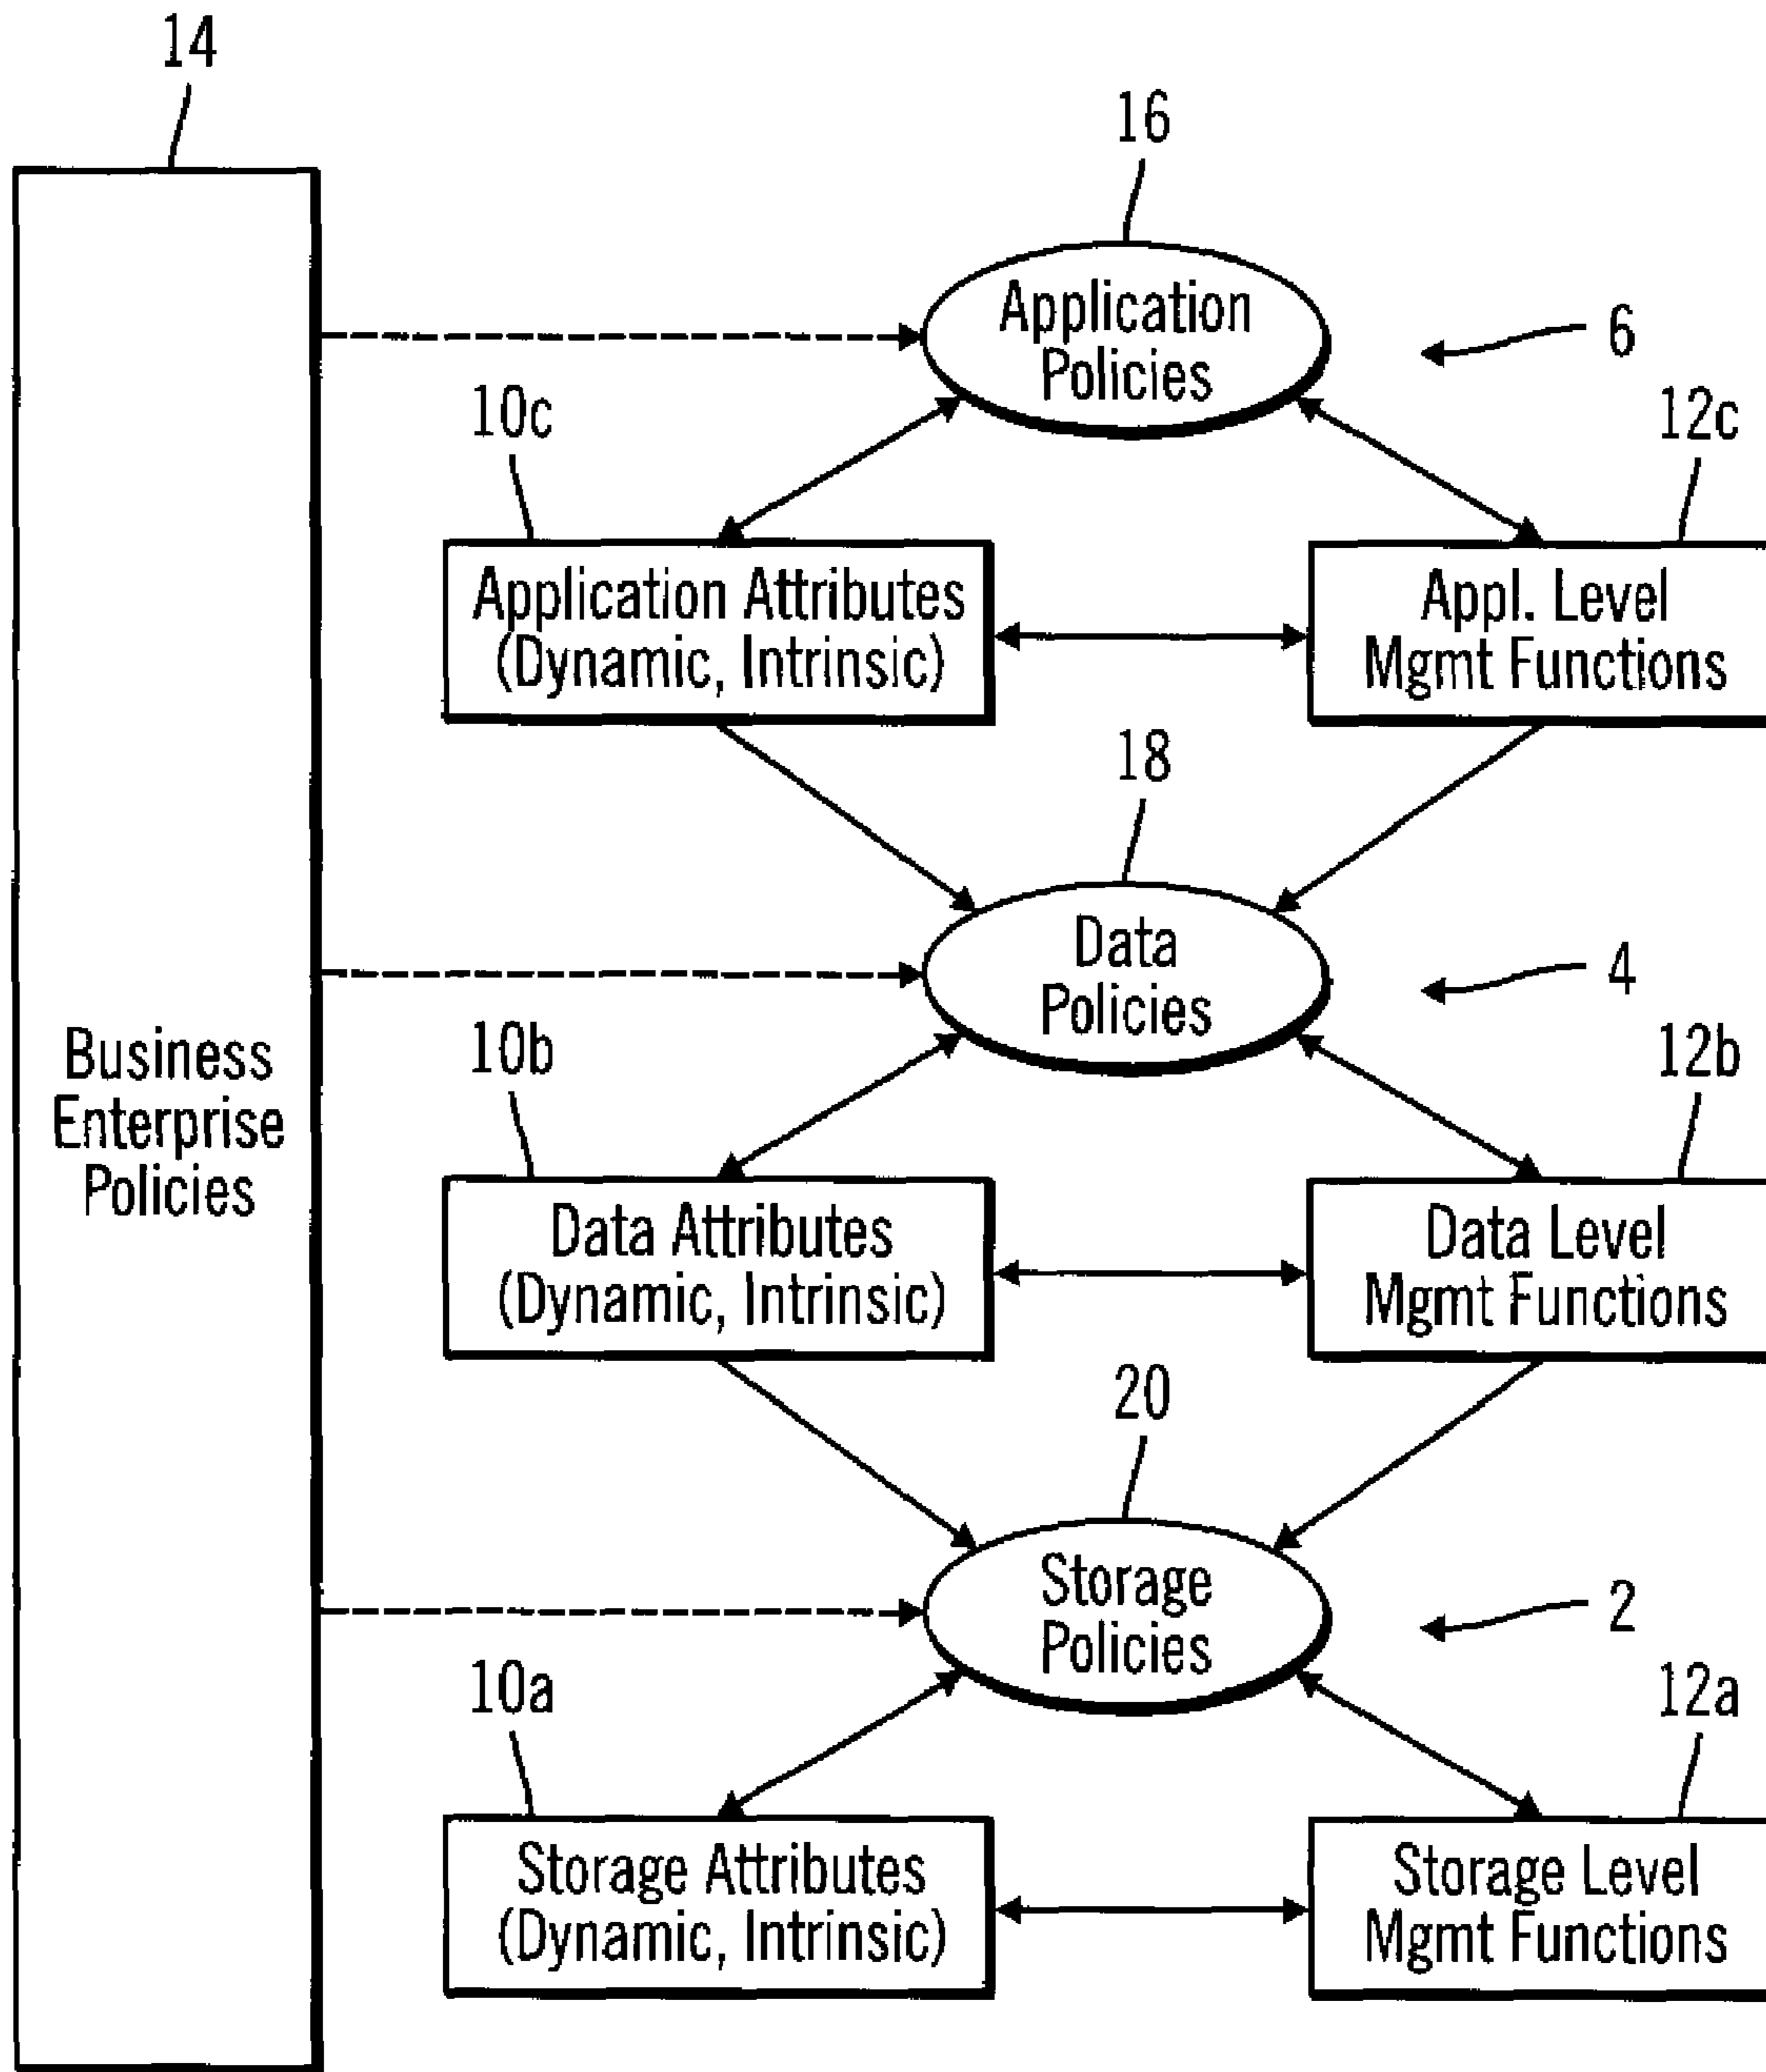 14
16
Application
Policies
6
10c
12c
Application Attributes
(Dynamic, Intrinsic)
Appl. Level
Mgmt Functions
18
Data
Policies
4
Business
Enterprise
Policies
10b
12b
Data Attributes
(Dynamic, Intrinsic)
Data Level
Mgmt Functions
20
Storage
Policies
2
10a
12a
Storage Attributes
(Dynamic, Intrinsic)
Storage Level
Mgmt Functions